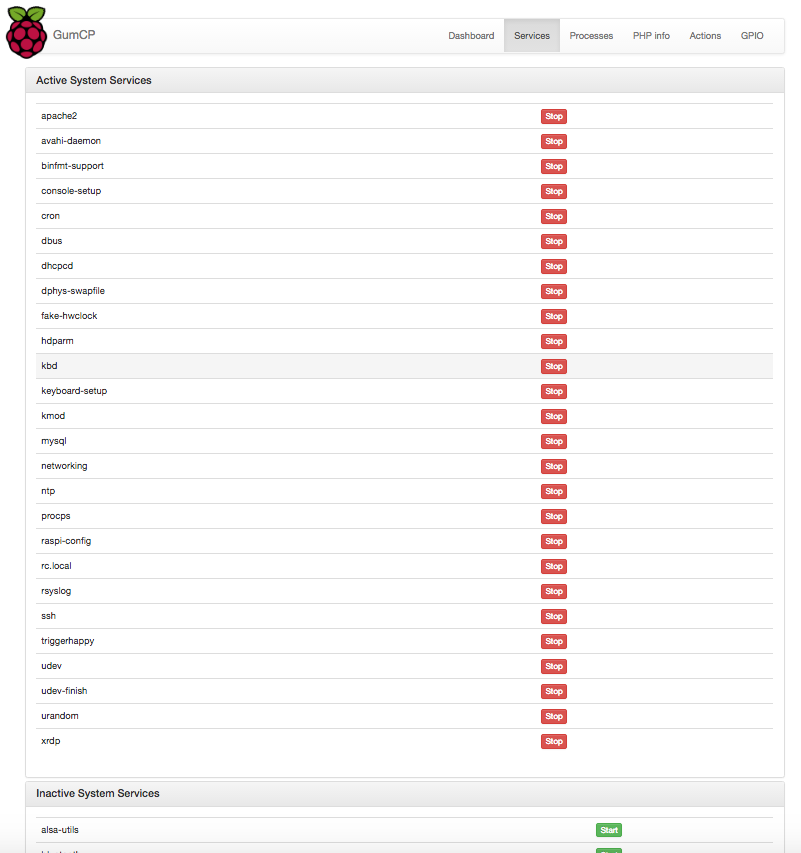 GumCP Dashboard Services Processes PHP info Actions GPIO
Active System Services
apache2 Stop
avahi-daemon Stop
binfmt-support Stop
console-setup Stop
cron Stop
dbus Stop
dhcpcd Stop
dphys-swapfile Stop
fake-hwclock Stop
hdparm Stop
kbd Stop
keyboard-setup Stop
kmod Stop
mysql Stop
networking Stop
ntp Stop
procps Stop
raspi-config Stop
rc.local Stop
rsyslog Stop
ssh Stop
triggerhappy Stop
udev Stop
udev-finish Stop
urandom Stop
xrdp Stop
Inactive System Services
alsa-utils Start